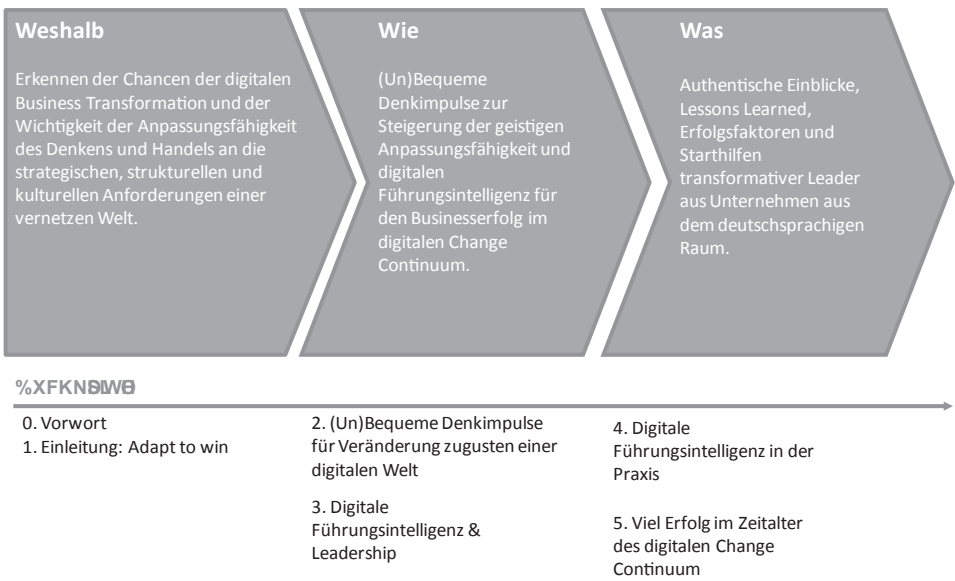 Weshalb
Erkennen der Chancen der digitalen
Business Transformation und der
Wichtigkeit der Anpassungsfähigkeit
des Denkens und Handels an die
strategischen, strukturellen und
kulturellen Anforderungen einer
vernetzen Welt.
Wie
(Un)Bequeme
Denkimpulse zur
Steigerung der geistigen
Anpassungsfähigkeit und
digitalen
Führungsintelligenz für
den Businesserfolg im
digitalen Change
Continuum.
Was
Authentische Einblicke,
Lessons Learned,
Erfolgsfaktoren und
Starthilfen
transformativer Leader
aus Unternehmen aus
dem deutschsprachigen
Raum.
0. Vorwort
1. Einleitung: Adapt to win
2. (Un)Bequeme Denkimpulse
für Veränderung zugusten einer
digitalen Welt
3. Digitale
Führungsintelligenz &
Leadership
4. Digitale
Führungsintelligenz in der
Praxis
5. Viel Erfolg im Zeitalter
des digitalen Change
Continuum